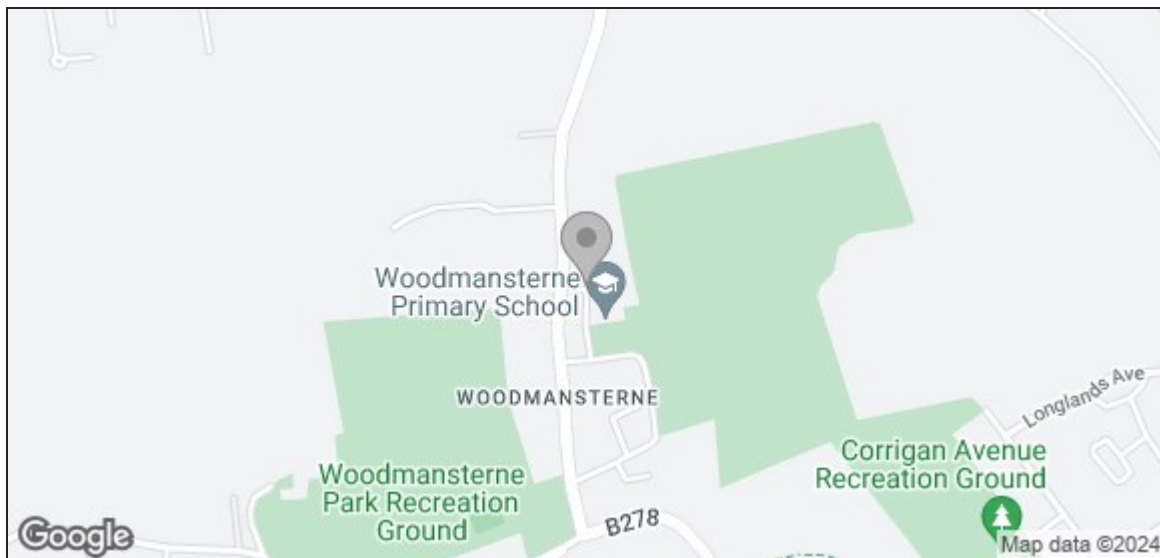 Woodmansterne
Primary School
WOODMANSTERNE
Longlands Ave
Corrigan Avenue
Recreation Ground
Woodmansterne
Park Recreation
Ground
B278
Google
Map data ©2024